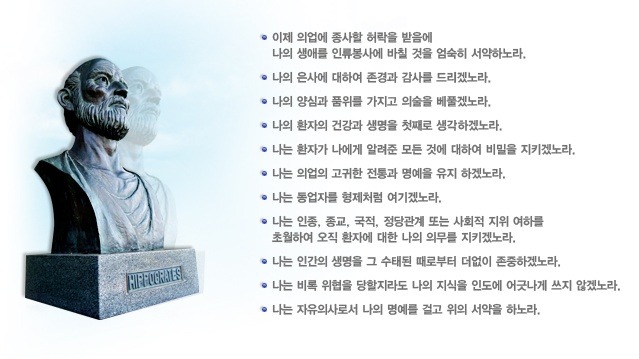 이제 의업에 종사할 허락을 받음에
나의 생애를 인류봉사에 바칠 것을 엄숙히 서약하노라.
나의 은사에 대하여 존경과 감사를 드리겠노라.
나의 양심과 품위를 가지고 의술을 베풀겠노라.
나의 환자의 건강과 생명을 첫째로 생각하겠노라.
나는 환자가 나에게 알려준 모든 것에 대하여 비밀을 지키겠노라.
나는 의업의 고귀한 전통과 명예를 유지 하겠노라.
나는 동업자를 형제처럼 여기겠노라.
나는 인종, 종교, 국적, 정당관계 또는 사회적 지위 여하를
초월하여 오직 환자에 대한 나의 의무를 지키겠노라.
나는 인간의 생명을 그 수태된 때로부터 더없이 존중하겠노라.
나는 비록 위협을 당할지라도 나의 지식을 인도에 어긋나게 쓰지 않겠노라.
나는 자유의사로서 나의 명예를 걸고 위의 서약을 하노라.
HIPPOCRATES